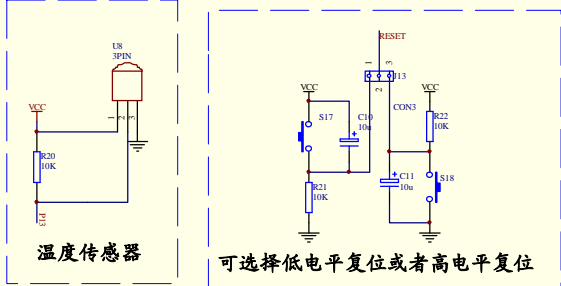 U8
3PIN
VCC
1
2
3
R20
10K
P13
温度传感器
RESET
1
3
J13
2
VCC
VCC
S17
C10
10u
CON3
R22
10K
R21
10K
C11
10u
S18
可选择低电平复位或者高电平复位